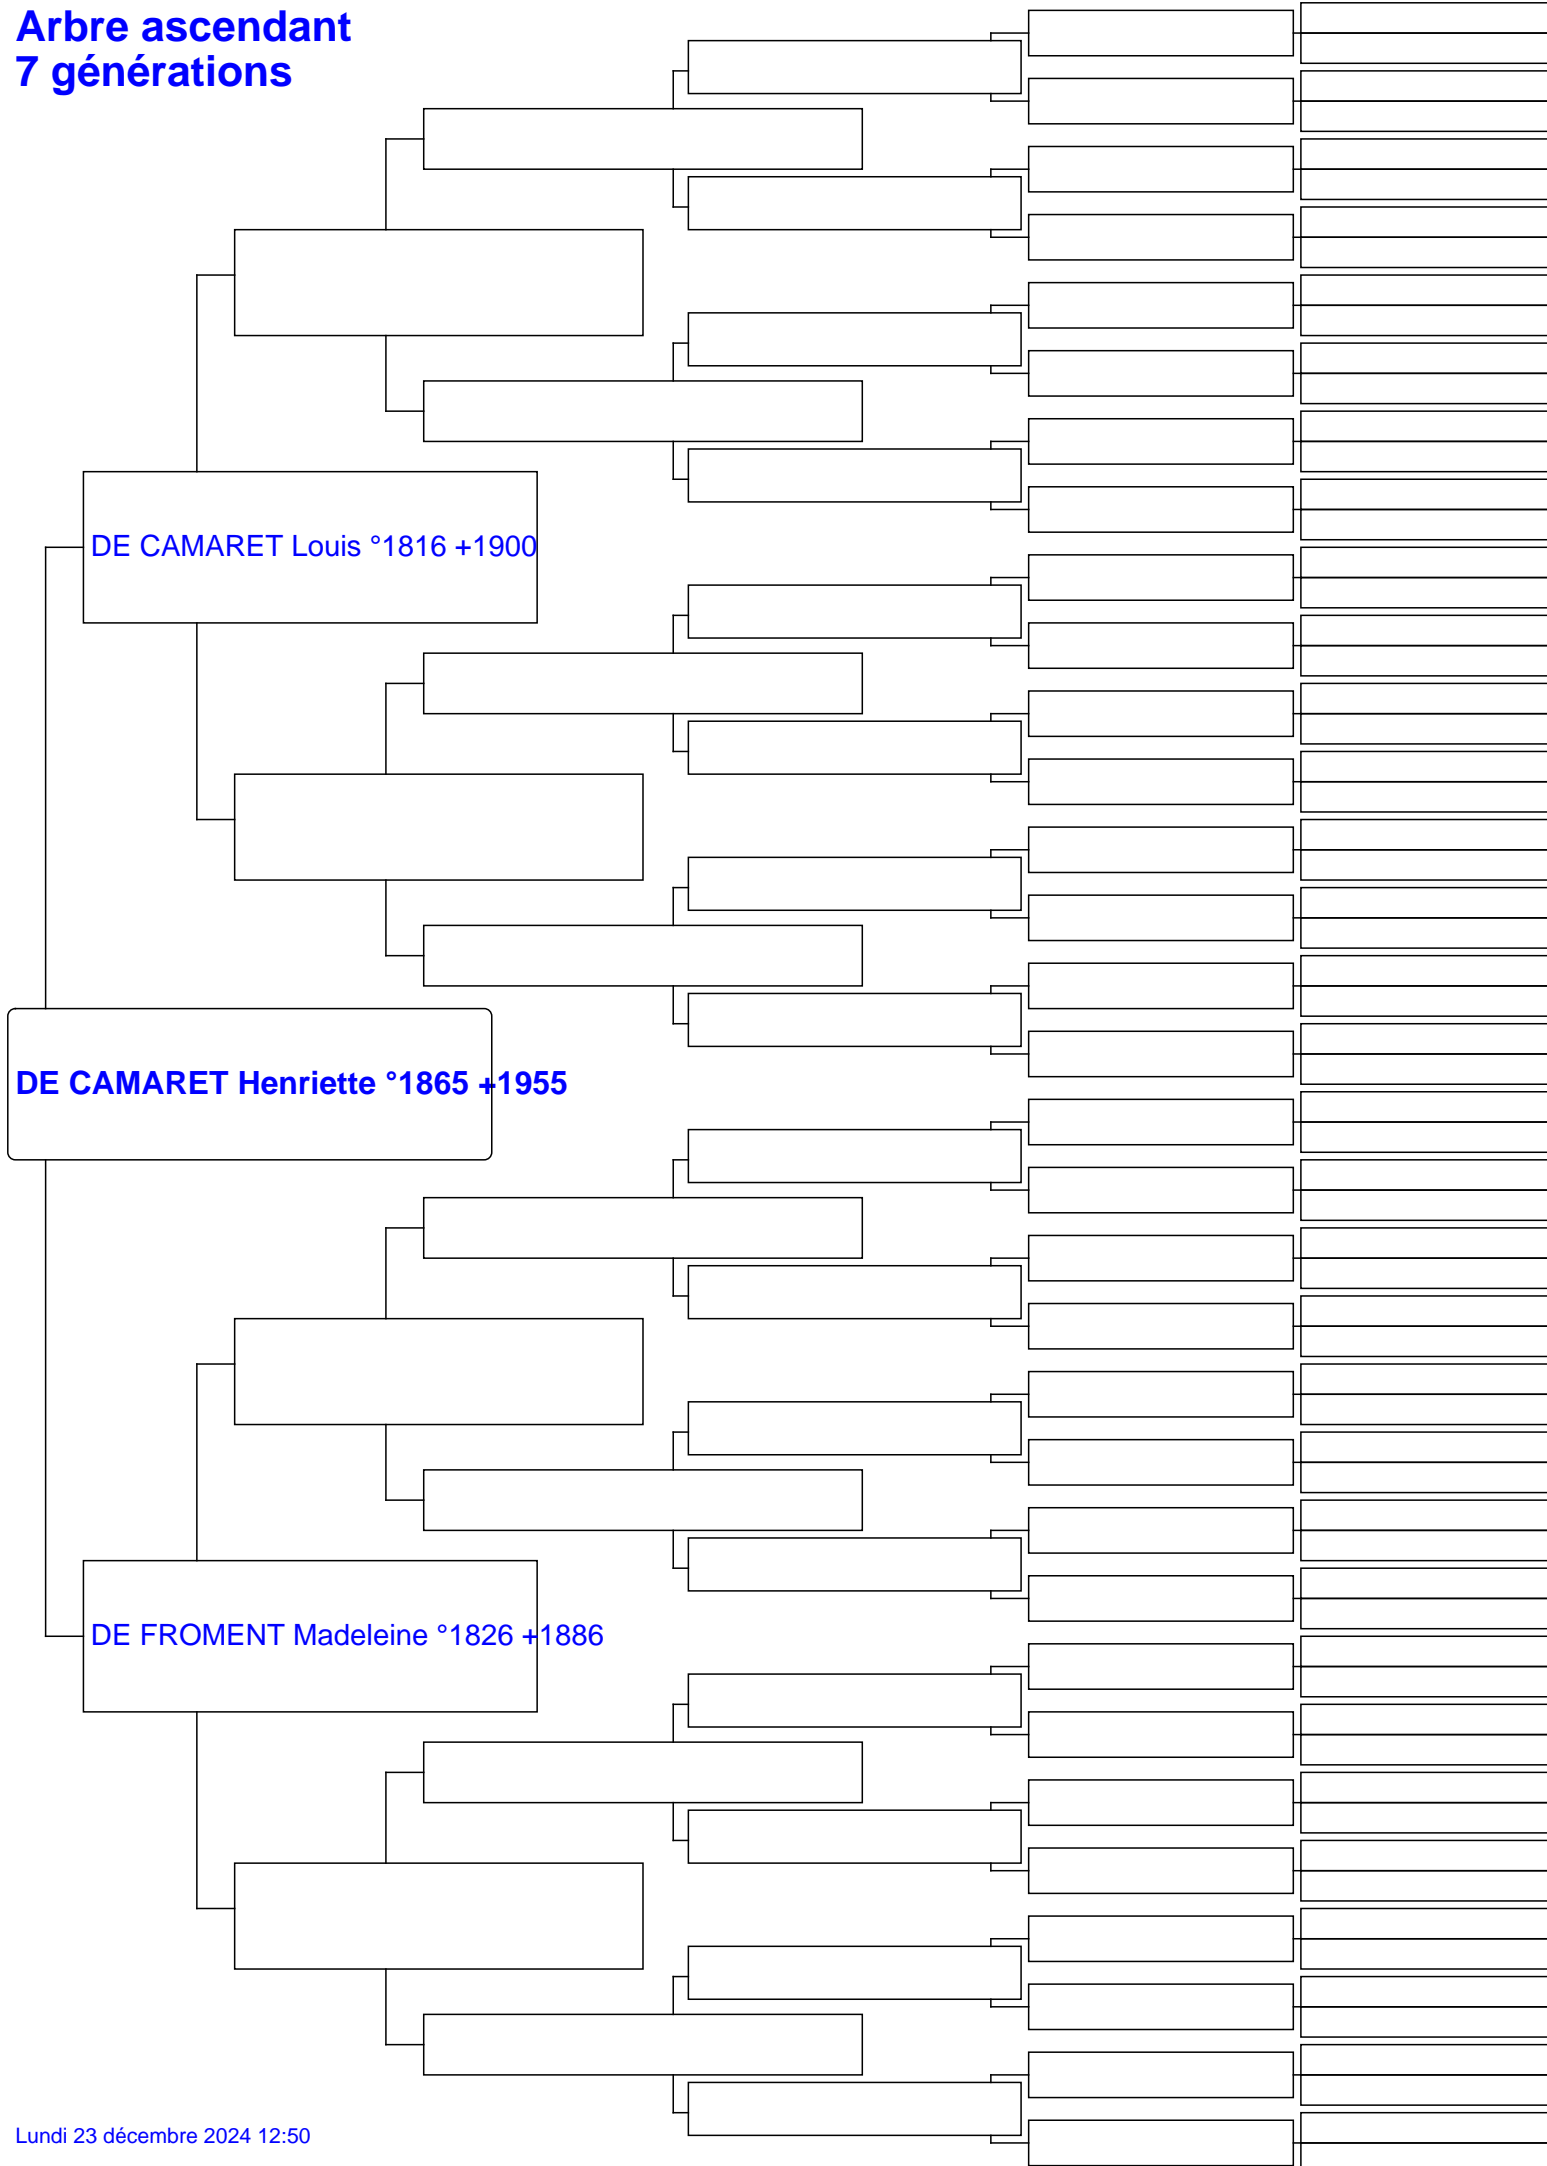 Arbre ascendant
7 générations
DE CAMARET Louis °1816 +1900
DE CAMARET Henriette °1865 +1955
DE FROMENT Madeleine °1826 +1886
Lundi 23 décembre 2024 12:50